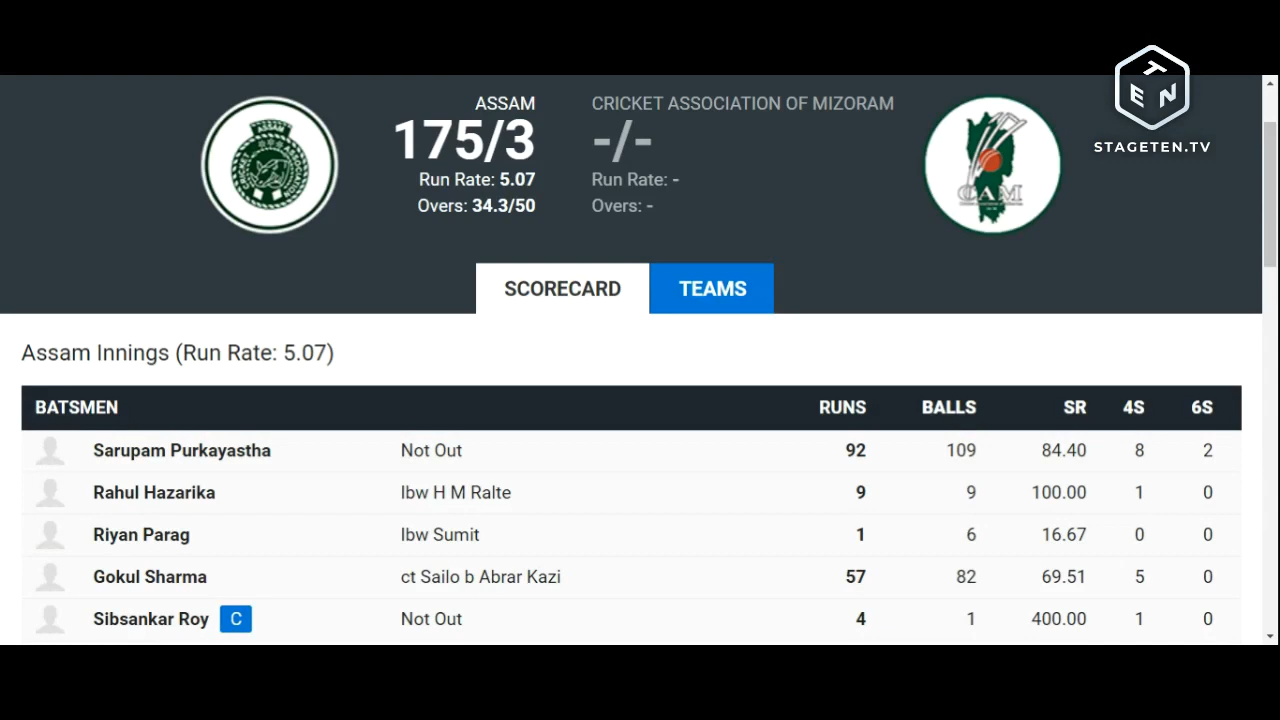 T
E N
STAGETEN.TV
ASSAM
175/3
Run Rate: 5.07
Overs: 34.3/50
CRICKET ASSOCIATION OF MIZORAM
-/-
Run Rate: -
Overs: -
ASSAM
CRICKET ASSOCIATION
CAM
SCORECARD TEAMS
Assam Innings (Run Rate: 5.07)
BATSMEN RUNS BALLS SR 4S 6S
Sarupam Purkayastha Not Out 92 109 84.40 8 2
Rahul Hazarika lbw H M Ralte 9 9 100.00 1 0
Riyan Parag lbw Sumit 1 6 16.67 0 0
Gokul Sharma ct Sailo b Abrar Kazi 57 82 69.51 5 0
Sibsankar Roy C Not Out 4 1 400.00 1 0